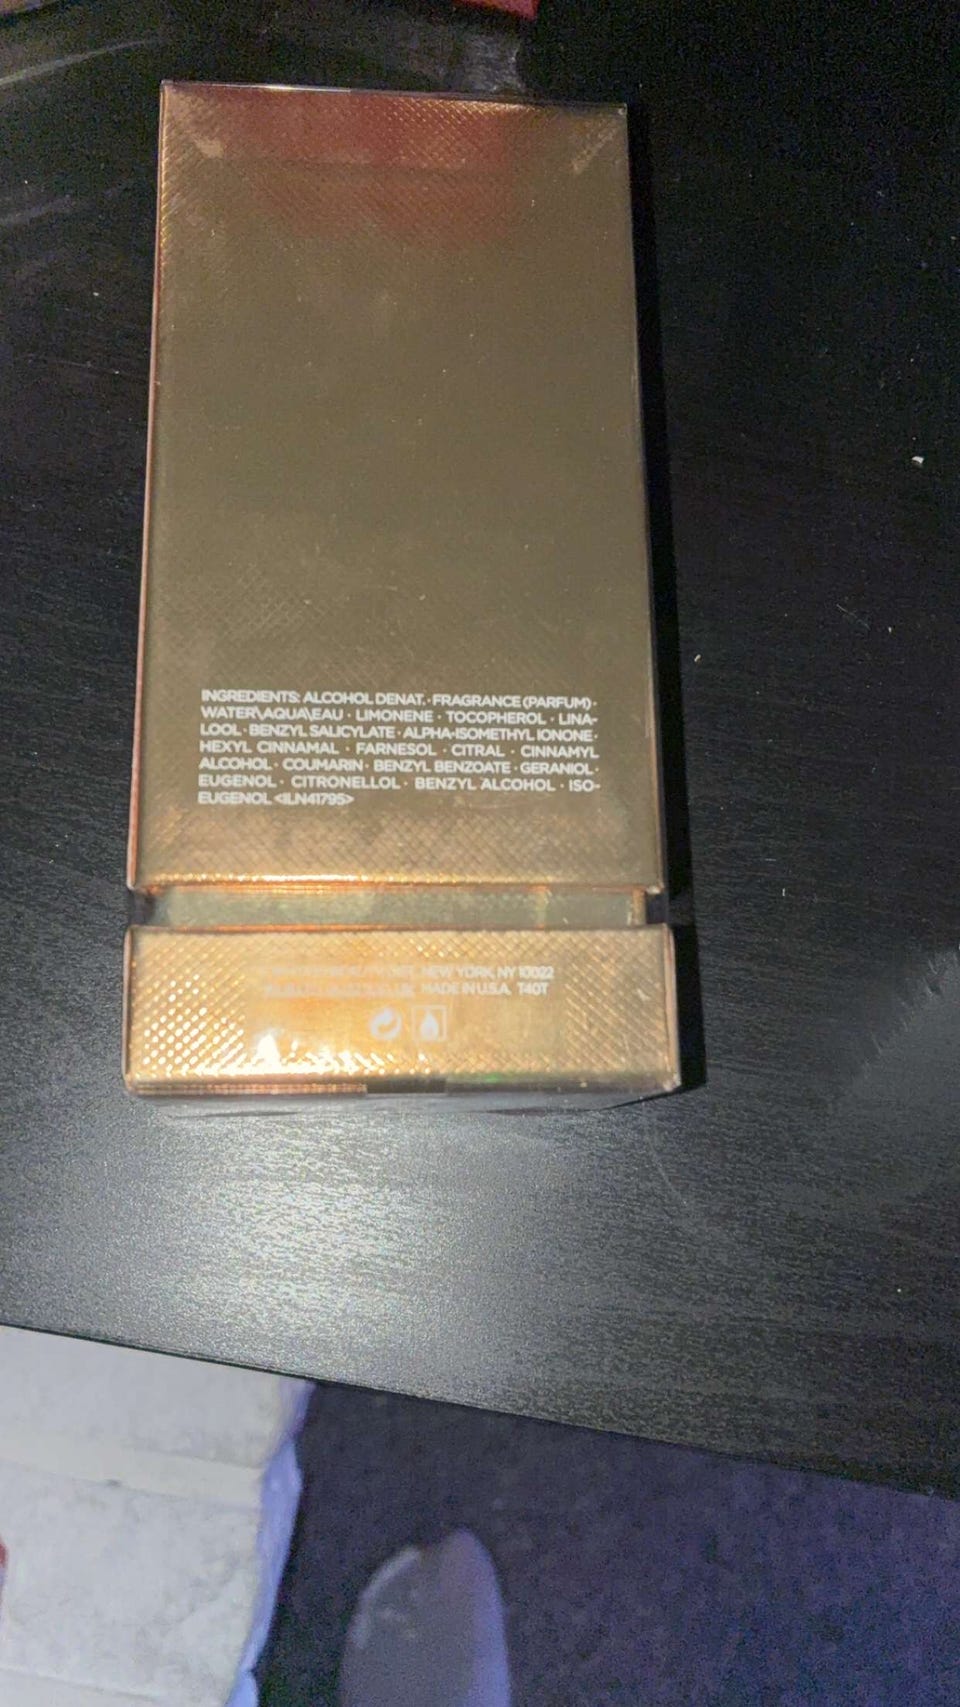 INGREDIENTS: ALCOHOL DENAT. · FRAGRANCE (PARFUM) ·
WATER\AQUA\EAU · LIMONENE · TOCOPHEROL · LINA-
LOOL · BENZYL SALICYLATE · ALPHA-ISOMETHYL IONONE ·
HEXYL CINNAMAL · FARNESOL · CITRAL · CINNAMYL
ALCOHOL · COUMARIN · BENZYL BENZOATE · GERANIOL ·
EUGENOL · CITRONELLOL · BENZYL ALCOHOL · ISO-
EUGENOL <ILN41795>
NEW YORK, NY 10022
MADE IN U.S.A. T40T